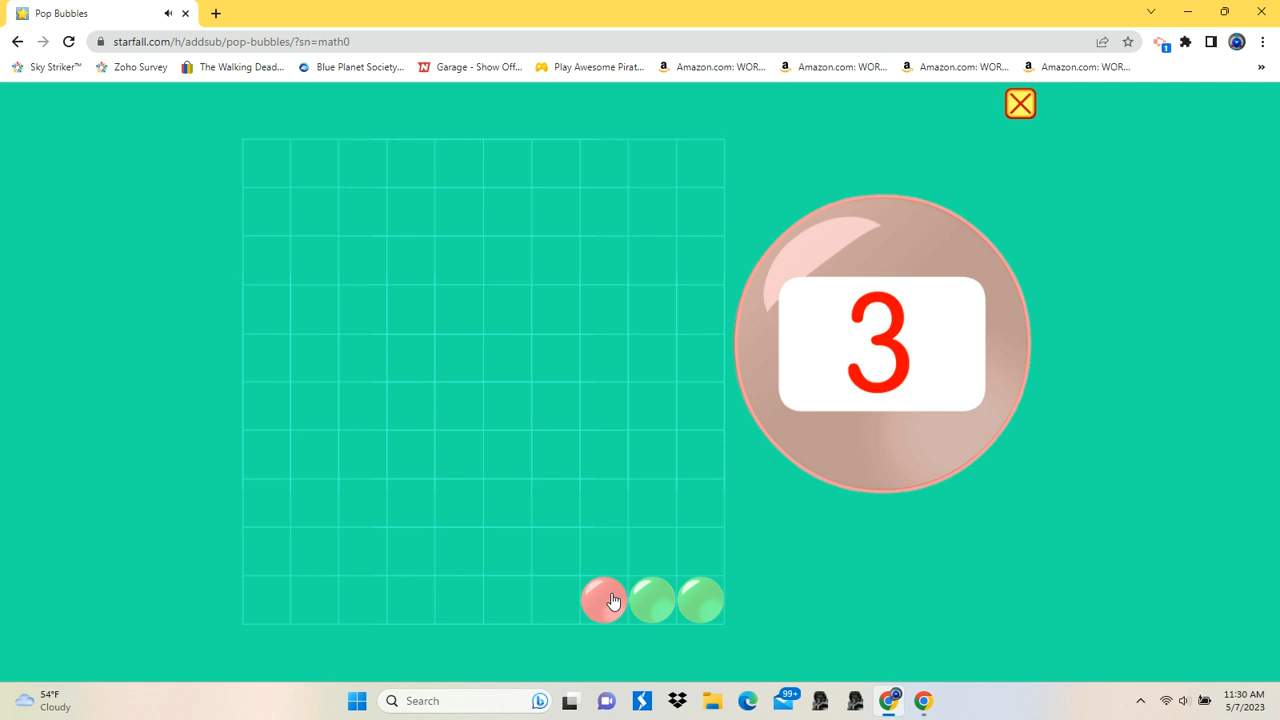 Pop Bubbles
starfall.com/h/addsub/pop-bubbles/?sn=math0
1
Sky Striker™
Zoho Survey
The Walking Dead...
Blue Planet Society...
Garage - Show Off...
Play Awesome Pirat...
Amazon.com: WOR...
Amazon.com: WOR...
Amazon.com: WOR...
Amazon.com: WOR...
»
3
54°F
Cloudy
Search
99+
11:30 AM
5/7/2023